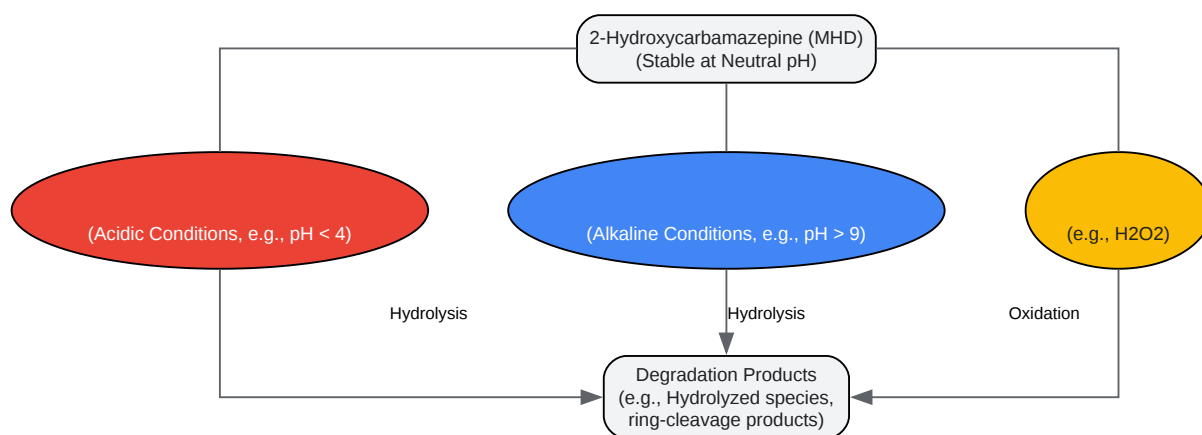 2-Hydroxycarbamazepine (MHD)
(Stable at Neutral pH)
(Acidic Conditions, e.g., pH < 4)
(Alkaline Conditions, e.g., pH > 9)
(e.g., H2O2)
Hydrolysis
Hydrolysis
Oxidation
Degradation Products
(e.g., Hydrolyzed species,
ring-cleavage products)